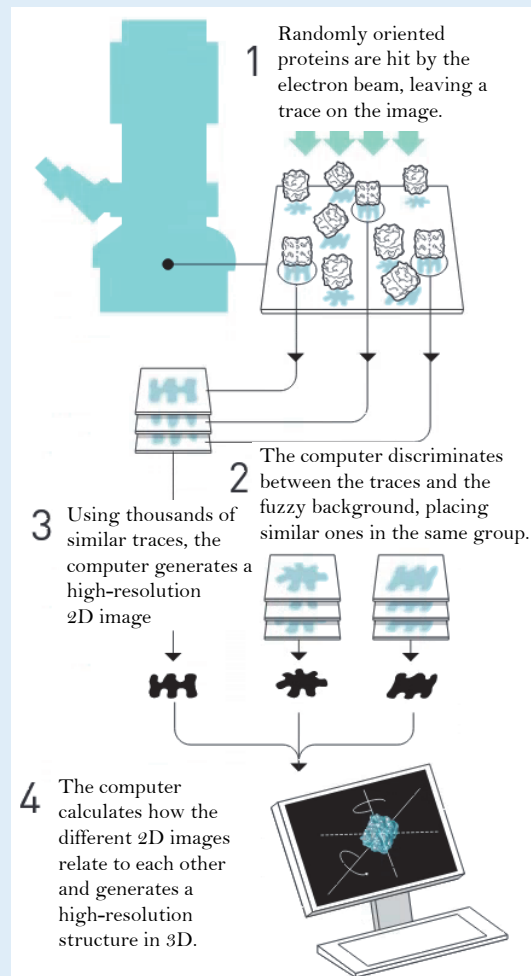 1
Randomly oriented
proteins are hit by the
electron beam, leaving a
trace on the image.
2
The computer discriminates
between the traces and the
fuzzy background, placing
similar ones in the same group.
3
Using thousands of
similar traces, the
computer generates a
high-resolution
2D image
4
The computer
calculates how the
different 2D images
relate to each other
and generates a
high-resolution
structure in 3D.